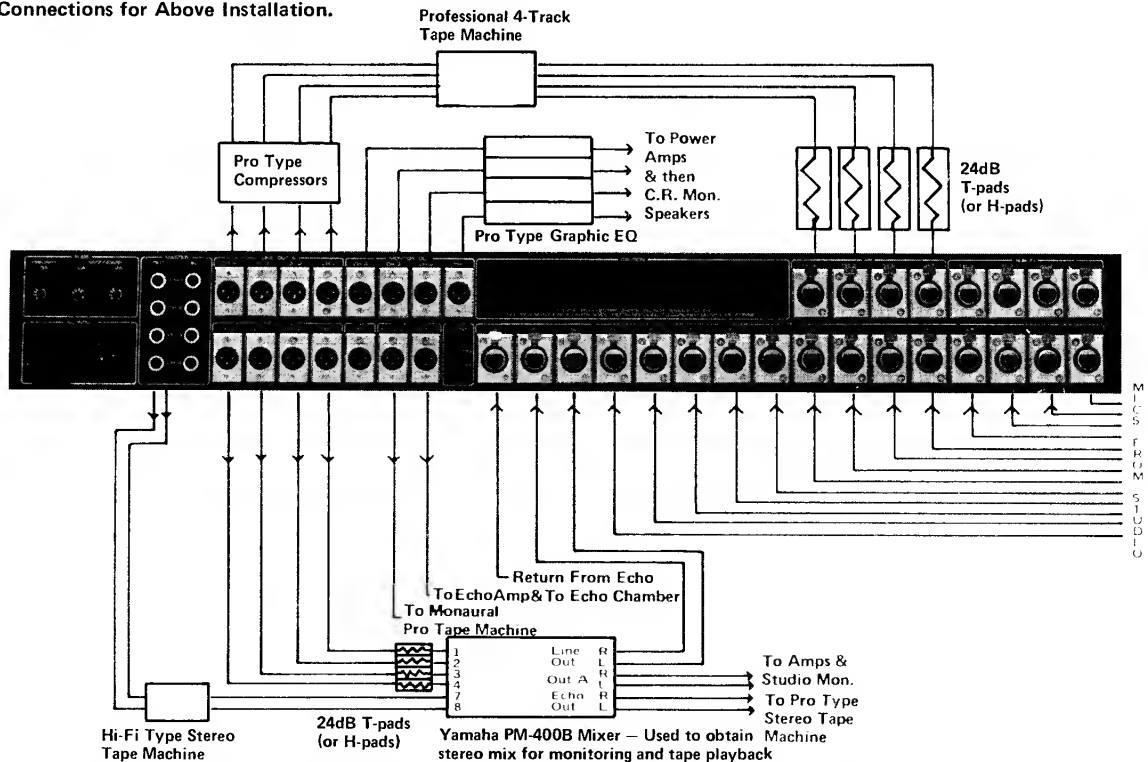 Connections for Above Installation.
Professional 4-Track
Tape Machine
Pro Type
Compressors
To Power
Amps
& then
C.R. Mon.
Speakers
Pro Type Graphic EQ
24dB
T-pads
(or H-pads)
MICS FROM STUDIO
Return From Echo
To Echo Amp & To Echo Chamber
To Monaural
Pro Tape Machine
1 Line R
2 Out L
3 Out A R
4 L
7 Echo R
8 Out L
To Amps &
Studio Mon.
To Pro Type
Stereo Tape
Machine
Hi-Fi Type Stereo
Tape Machine
24dB T-pads
(or H-pads)
Yamaha PM-400B Mixer — Used to obtain
stereo mix for monitoring and tape playback